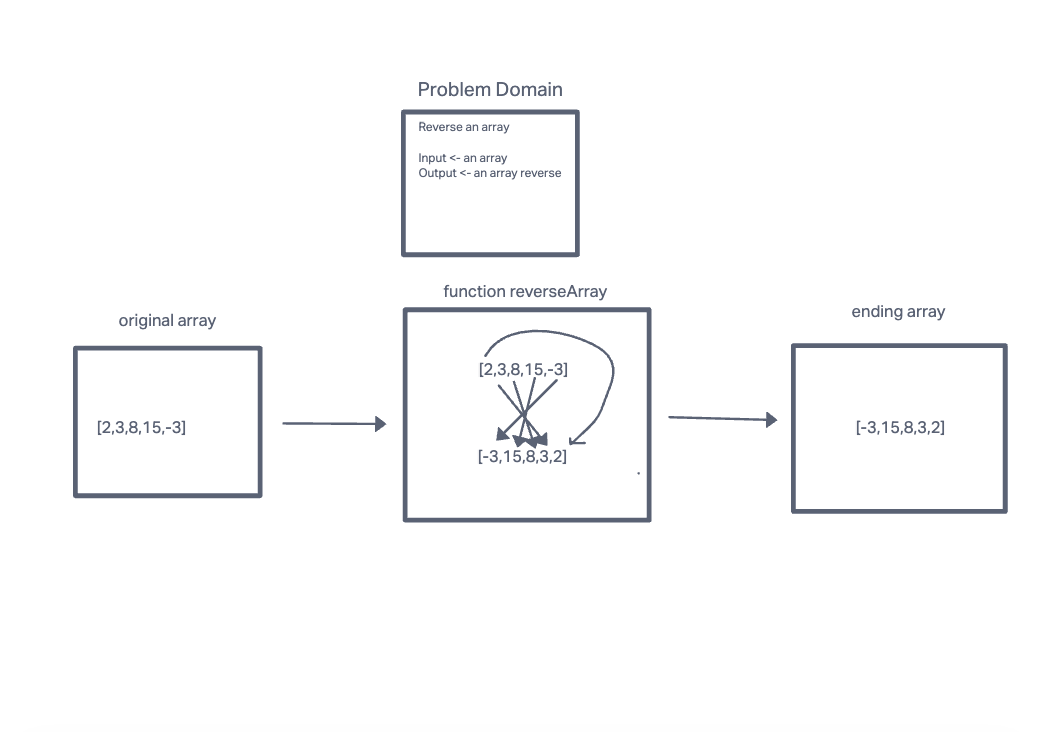 Problem Domain
Reverse an array
Input <- an array
Output <- an array reverse
function reverseArray
original array
ending array
[2,3,8,15,-3]
[2,3,8,15,-3]
[-3,15,8,3,2]
[-3,15,8,3,2]